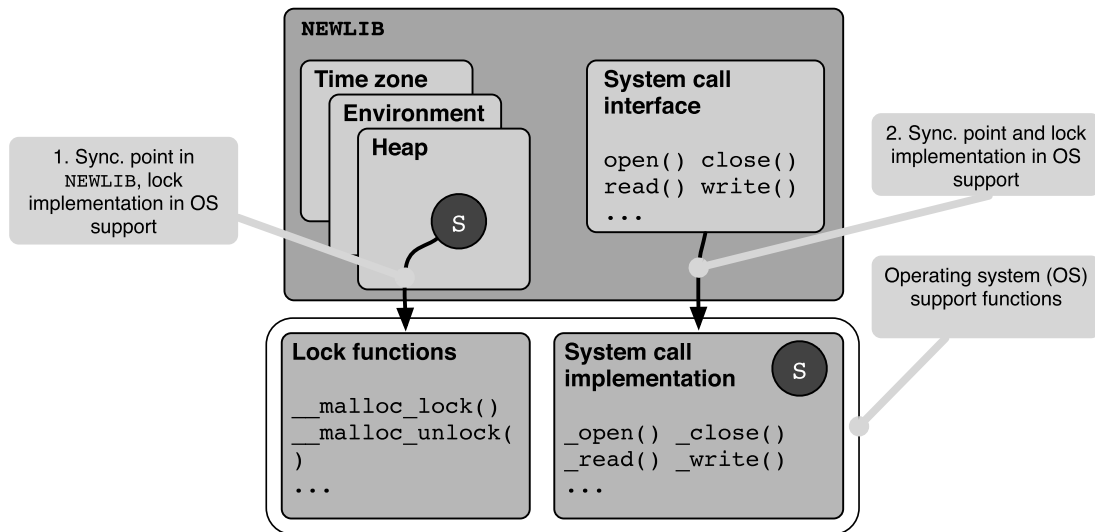 NEWLIB
Time zone
Environment
Heap
S
System call
interface
open() close()
read() write()
...
1. Sync. point in
NEWLIB, lock
implementation in OS
support
2. Sync. point and lock
implementation in OS
support
Operating system (OS)
support functions
Lock functions
__malloc_lock()
__malloc_unlock(
)
...
System call
implementation
S
_open() _close()
_read() _write()
...